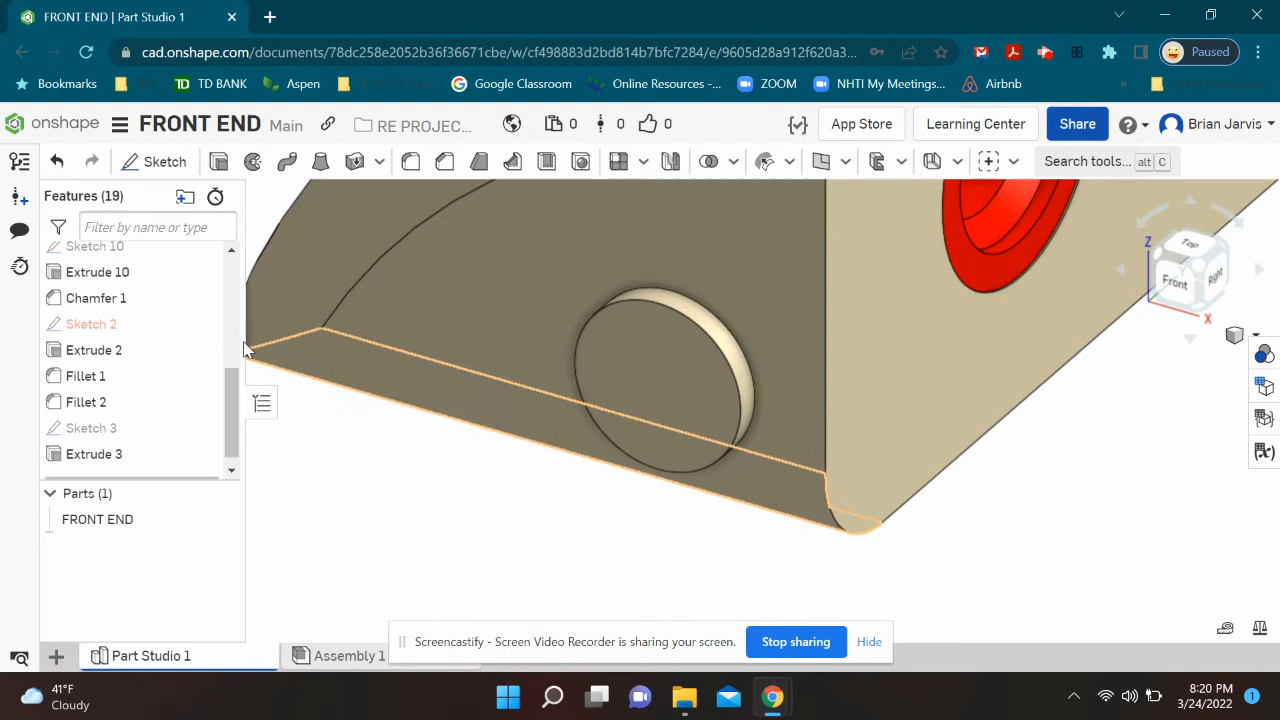 FRONT END | Part Studio 1
cad.onshape.com/documents/78dc258e2052b36f36671cbe/w/cf498883d2bd814b7bfc7284/e/9605d28a912f620a3...
Paused
Bookmarks
TD BANK
Aspen
Google Classroom
Online Resources -...
ZOOM
NHTI My Meetings...
Airbnb
»
onshape
FRONT END
Main
RE PROJEC...
0
0
0
App Store
Learning Center
Share
Brian Jarvis
Sketch
Search tools...
alt
C
Features (19)
Filter by name or type
Sketch 10
Extrude 10
Chamfer 1
Sketch 2
Extrude 2
Fillet 1
Fillet 2
Sketch 3
Extrude 3
Parts (1)
FRONT END
Z
Top
Front
Right
X
Part Studio 1
Assembly 1
Screencastify - Screen Video Recorder is sharing your screen.
Stop sharing
Hide
41°F
Cloudy
8:20 PM
3/24/2022
1